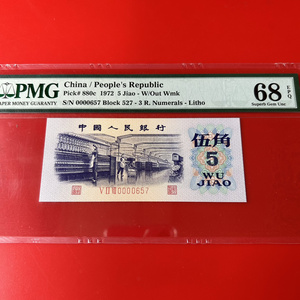 PMG
PAPER MONEY GUARANTY
China / People's Republic
Pick# 880c 1972 5 Jiao - W/Out Wmk
S/N 0000657 Block 527 - 3 R. Numerals - Litho
68 EPQ
Superb Gem Unc
中国人民银行
伍角
5
WU
JIAO
0000657